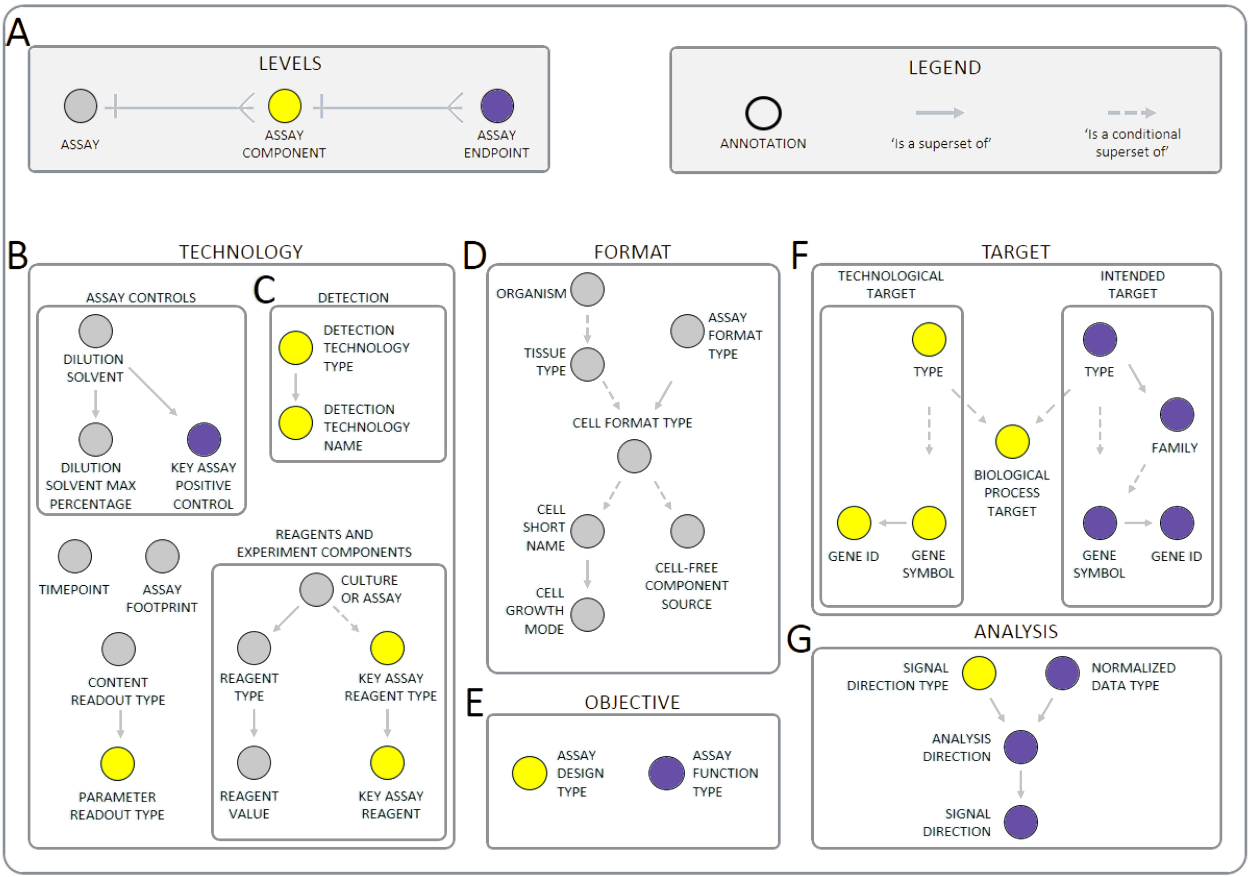 A
LEVELS
ASSAY
ASSAY
COMPONENT
ASSAY
ENDPOINT
LEGEND
ANNOTATION
'Is a superset of'
'Is a conditional
superset of'
B
TECHNOLOGY
ASSAY CONTROLS
DILUTION
SOLVENT
DILUTION
SOLVENT MAX
PERCENTAGE
KEY ASSAY
POSITIVE
CONTROL
C
DETECTION
DETECTION
TECHNOLOGY
TYPE
DETECTION
TECHNOLOGY
NAME
TIMEPOINT
ASSAY
FOOTPRINT
CONTENT
READOUT TYPE
PARAMETER
READOUT TYPE
REAGENTS AND
EXPERIMENT COMPONENTS
CULTURE
OR ASSAY
REAGENT
TYPE
KEY ASSAY
REAGENT TYPE
REAGENT
VALUE
KEY ASSAY
REAGENT
D
FORMAT
ORGANISM
ASSAY
FORMAT
TYPE
TISSUE
TYPE
CELL FORMAT TYPE
CELL
SHORT
NAME
CELL-FREE
COMPONENT
SOURCE
CELL
GROWTH
MODE
E
OBJECTIVE
ASSAY
DESIGN
TYPE
ASSAY
FUNCTION
TYPE
F
TARGET
TECHNOLOGICAL
TARGET
INTENDED
TARGET
TYPE
TYPE
FAMILY
BIOLOGICAL
PROCESS
TARGET
GENE ID
GENE
SYMBOL
GENE
SYMBOL
GENE ID
G
ANALYSIS
SIGNAL
DIRECTION TYPE
NORMALIZED
DATA TYPE
ANALYSIS
DIRECTION
SIGNAL
DIRECTION